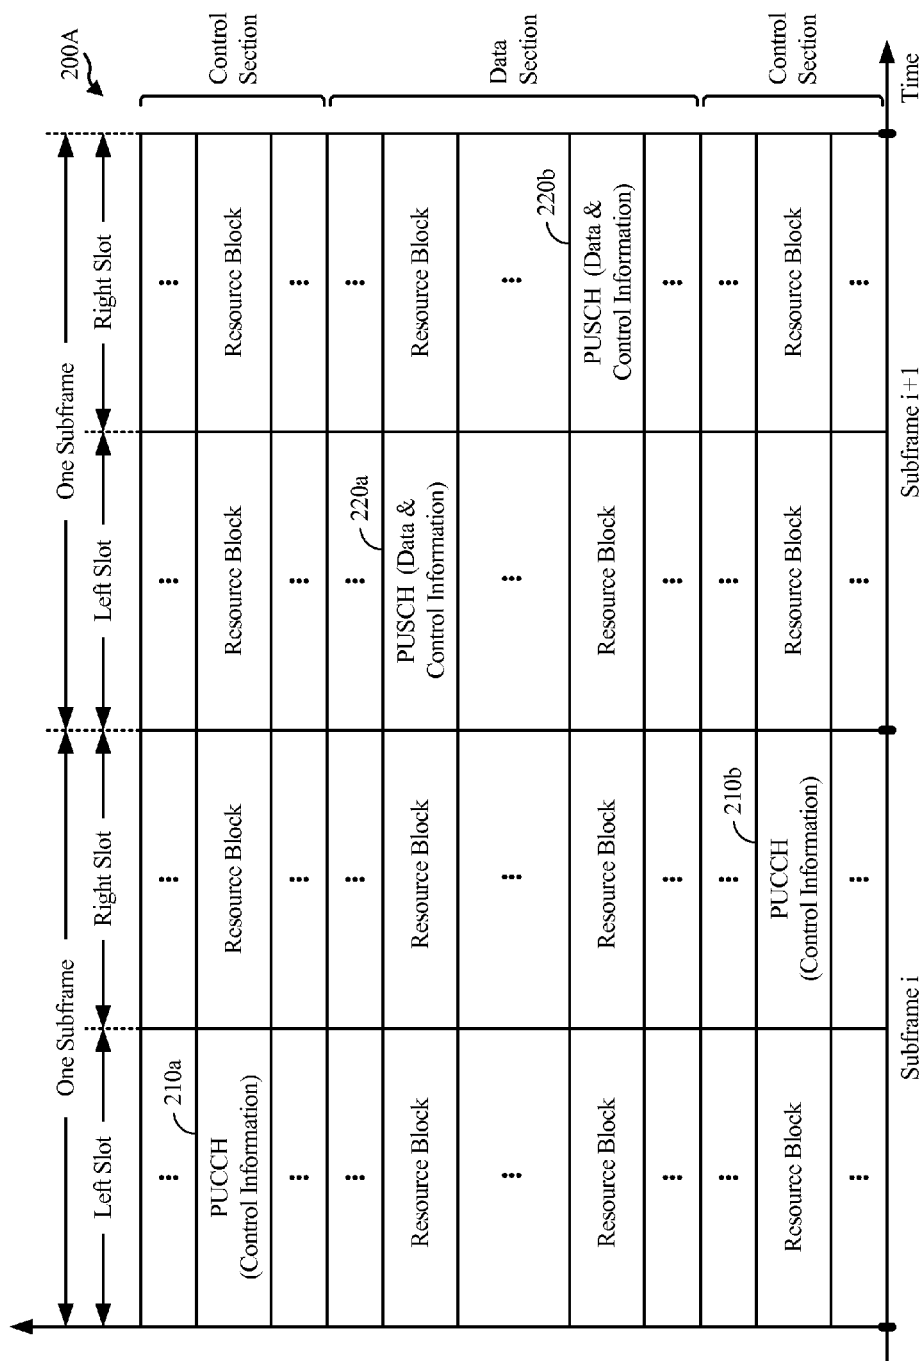 200A
One Subframe
One Subframe
Left Slot
Right Slot
Left Slot
Right Slot
210a
PUCCH
(Control Information)
Resource Block
Resource Block
Resource Block
Control
Section
220a
Resource Block
Resource Block
PUSCH (Data &
Control Information)
Resource Block
Data
Section
220b
Resource Block
Resource Block
Resource Block
PUSCH (Data &
Control Information)
210b
Resource Block
PUCCH
(Control Information)
Resource Block
Resource Block
Control
Section
Subframe i
Subframe i+1
Time